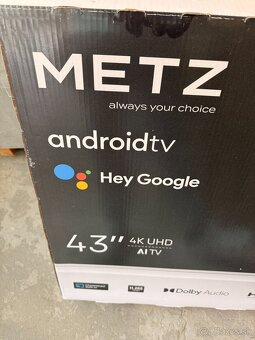 METZ
always your choice
androidtv
Hey Google
43" 4K UHD
AI TV
Dolby Audio